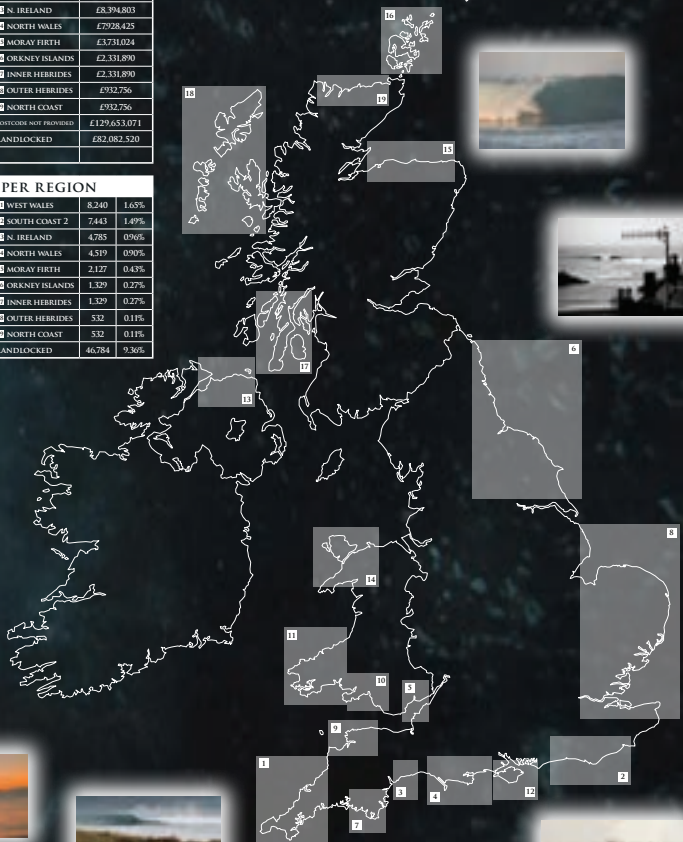 N. IRELAND £8,394,803
NORTH WALES £7,928,425
MORAY FIRTH £3,731,024
ORKNEY ISLANDS £2,331,890
INNER HEBRIDES £2,331,890
OUTER HEBRIDES £932,756
NORTH COAST £932,756
POSTCODE NOT PROVIDED £129,653,071
LANDLOCKED £82,082,520
PER REGION
WEST WALES 8,240 1.65%
SOUTH COAST 2 7,443 1.49%
N. IRELAND 4,785 0.96%
NORTH WALES 4,519 0.90%
MORAY FIRTH 2,127 0.43%
ORKNEY ISLANDS 1,329 0.27%
INNER HEBRIDES 1,329 0.27%
OUTER HEBRIDES 532 0.11%
NORTH COAST 532 0.11%
LANDLOCKED 46,784 9.36%
16
19
18
15
17
13
6
8
14
11
10
5
9
1
3
4
12
2
7